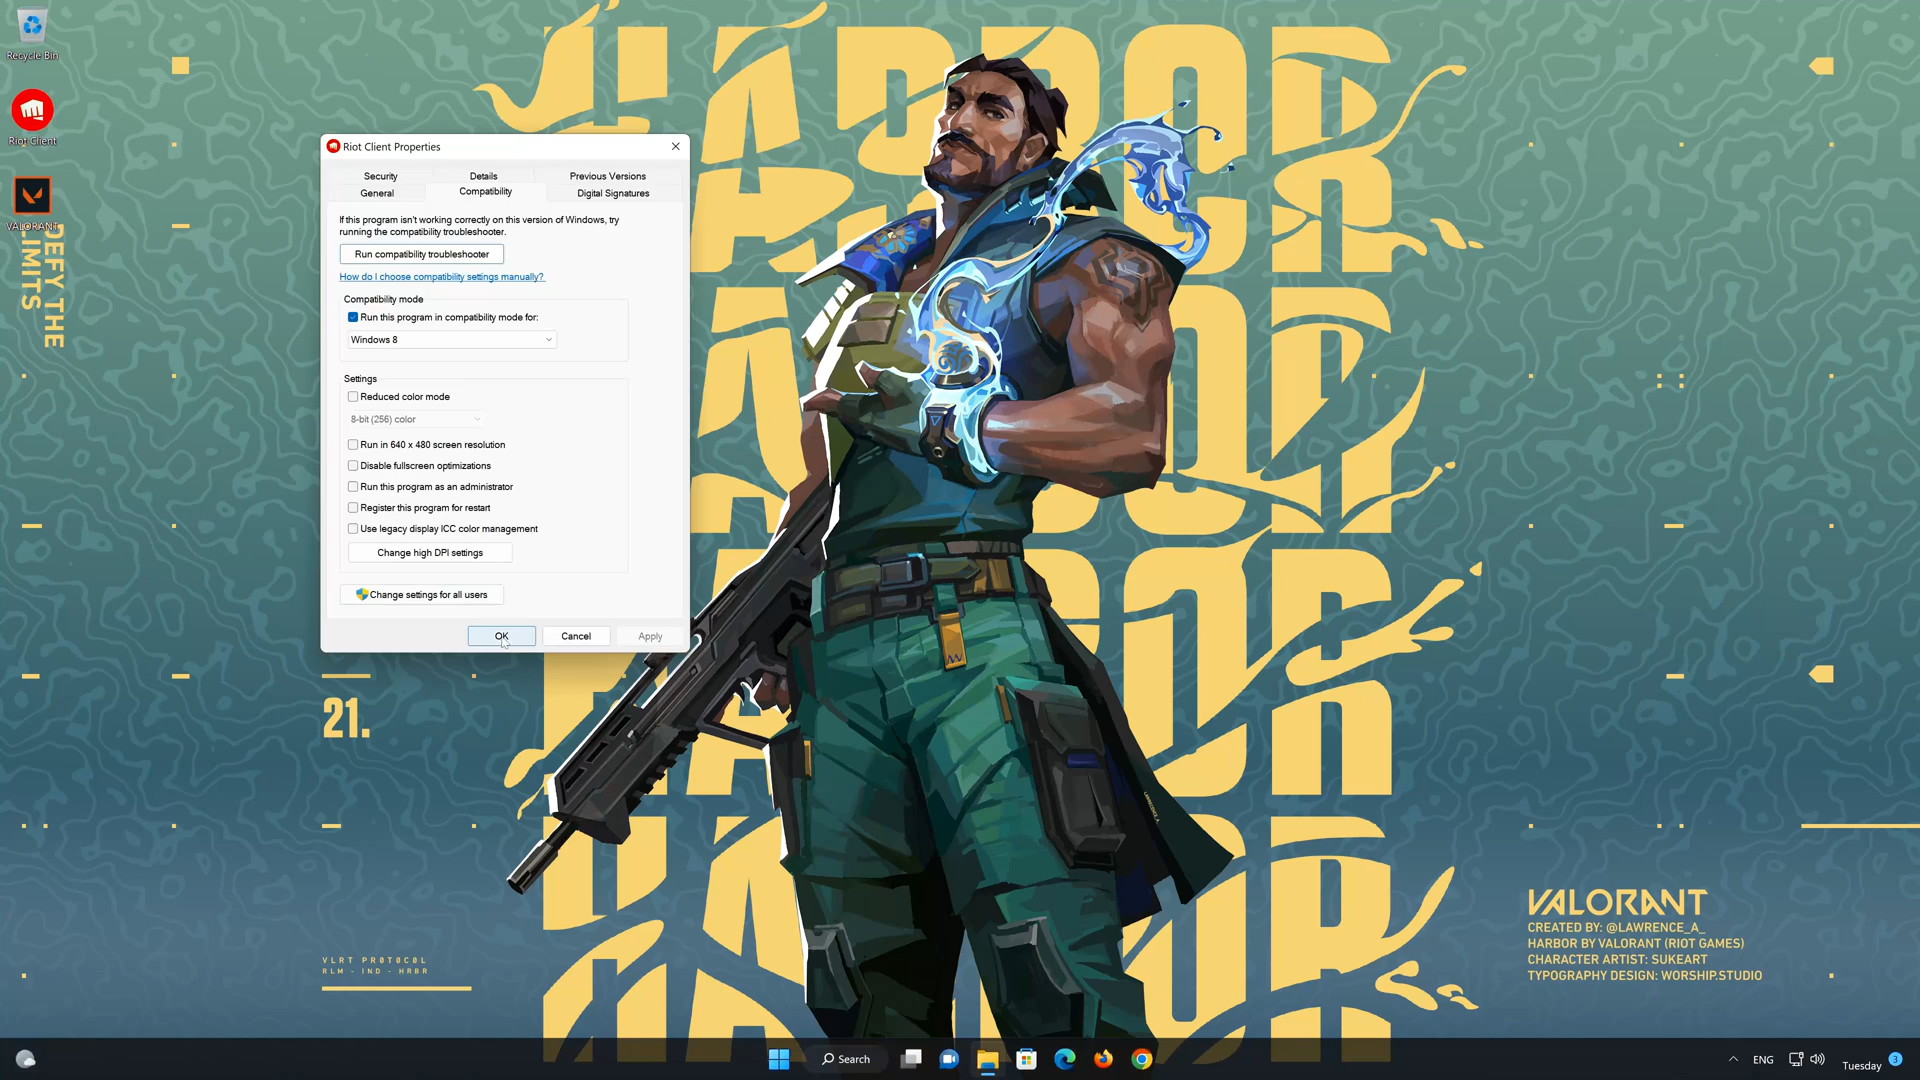 Recycle Bin
Riot Client
VALORANT
DEFY THE
LIMITS
HARBOR
Riot Client Properties
Security
Details
Previous Versions
General
Compatibility
Digital Signatures
If this program isn't working correctly on this version of Windows, try
running the compatibility troubleshooter.
Run compatibility troubleshooter
How do I choose compatibility settings manually?
Compatibility mode
Run this program in compatibility mode for:
Windows 8
Settings
Reduced color mode
8-bit (256) color
Run in 640 x 480 screen resolution
Disable fullscreen optimizations
Run this program as an administrator
Register this program for restart
Use legacy display ICC color management
Change high DPI settings
Change settings for all users
OK
Cancel
Apply
21.
VLRT PR0T0C0L
RLM - IND - HRBR
VALORANT
CREATED BY: @LAWRENCE_A_
HARBOR BY VALORANT (RIOT GAMES)
CHARACTER ARTIST: SUKEART
TYPOGRAPHY DESIGN: WORSHIP.STUDIO
Search
ENG
Tuesday
3